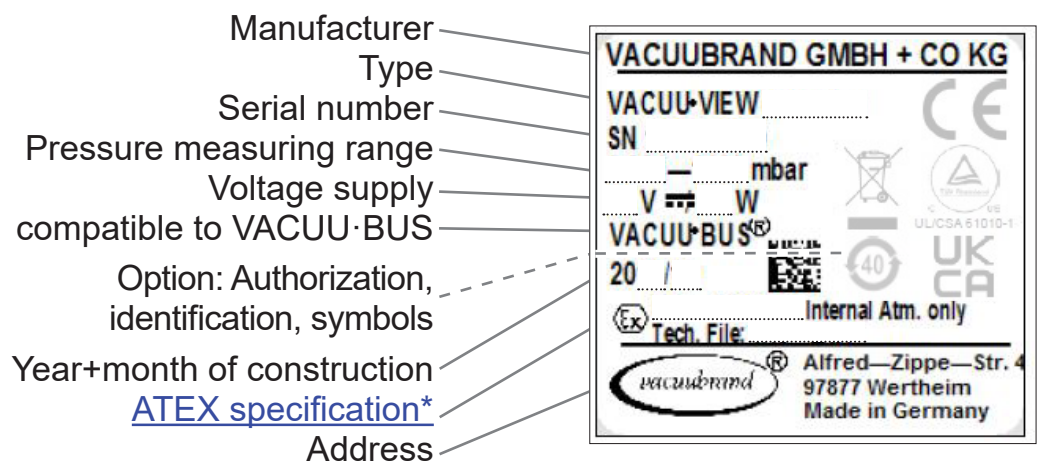 Manufacturer
Type
Serial number
Pressure measuring range
Voltage supply
compatible to VACUU·BUS
Option: Authorization,
identification, symbols
Year+month of construction
ATEX specification*
Address
VACUUBRAND GMBH + CO KG
VACUU·VIEW
CE
SN
— mbar
V W
VACUU·BUS®
UL/CSA 61010-1
C US
20 /
40
UK
CA
Ex Internal Atm. only
Tech. File:
vacuubrand ®
Alfred—Zippe—Str. 4
97877 Wertheim
Made in Germany